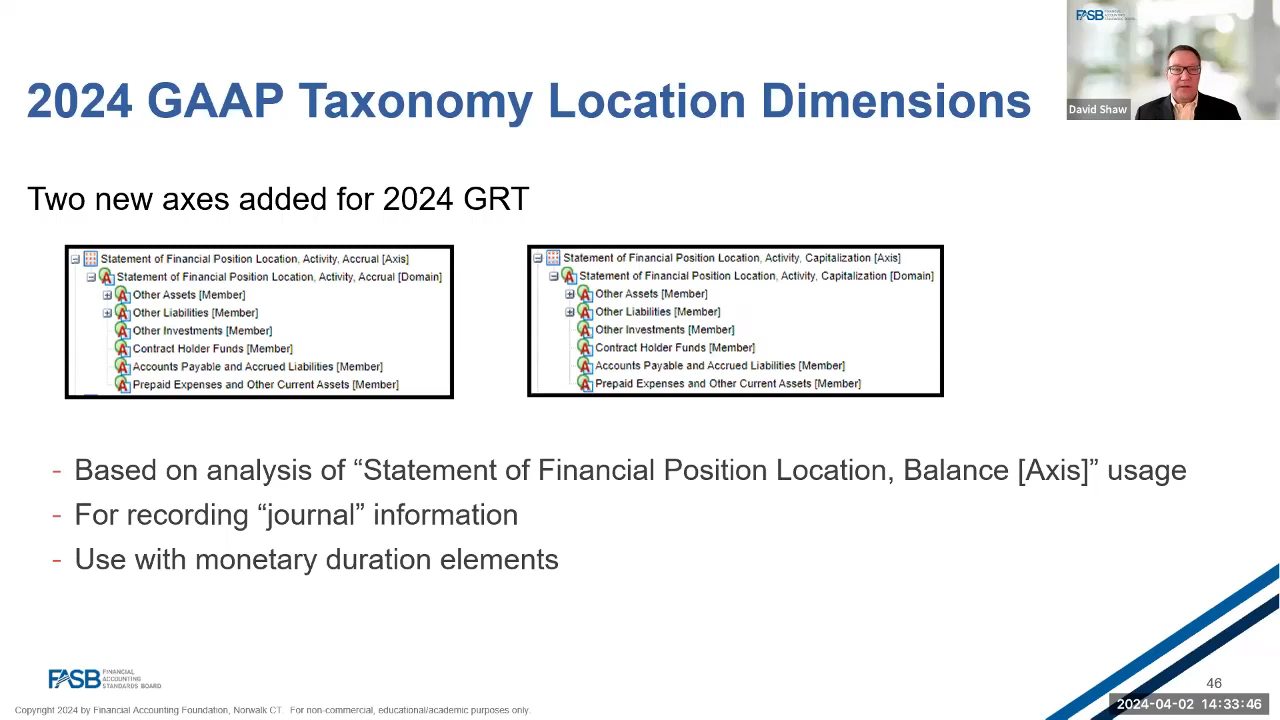 FASB
David Shaw
2024 GAAP Taxonomy Location Dimensions
Two new axes added for 2024 GRT
Statement of Financial Position Location, Activity, Accrual [Axis]
Statement of Financial Position Location, Activity, Accrual [Domain]
Other Assets [Member]
Other Liabilities [Member]
Other Investments [Member]
Contract Holder Funds [Member]
Accounts Payable and Accrued Liabilities [Member]
Prepaid Expenses and Other Current Assets [Member]
Statement of Financial Position Location, Activity, Capitalization [Axis]
Statement of Financial Position Location, Activity, Capitalization [Domain]
Other Assets [Member]
Other Liabilities [Member]
Other Investments [Member]
Contract Holder Funds [Member]
Accounts Payable and Accrued Liabilities [Member]
Prepaid Expenses and Other Current Assets [Member]
- Based on analysis of “Statement of Financial Position Location, Balance [Axis]” usage
- For recording “journal” information
- Use with monetary duration elements
FASB FINANCIAL
ACCOUNTING
STANDARDS BOARD
Copyright 2024 by Financial Accounting Foundation, Norwalk CT. For non-commercial, educational/academic purposes only.
46
2024-04-02 14:33:46